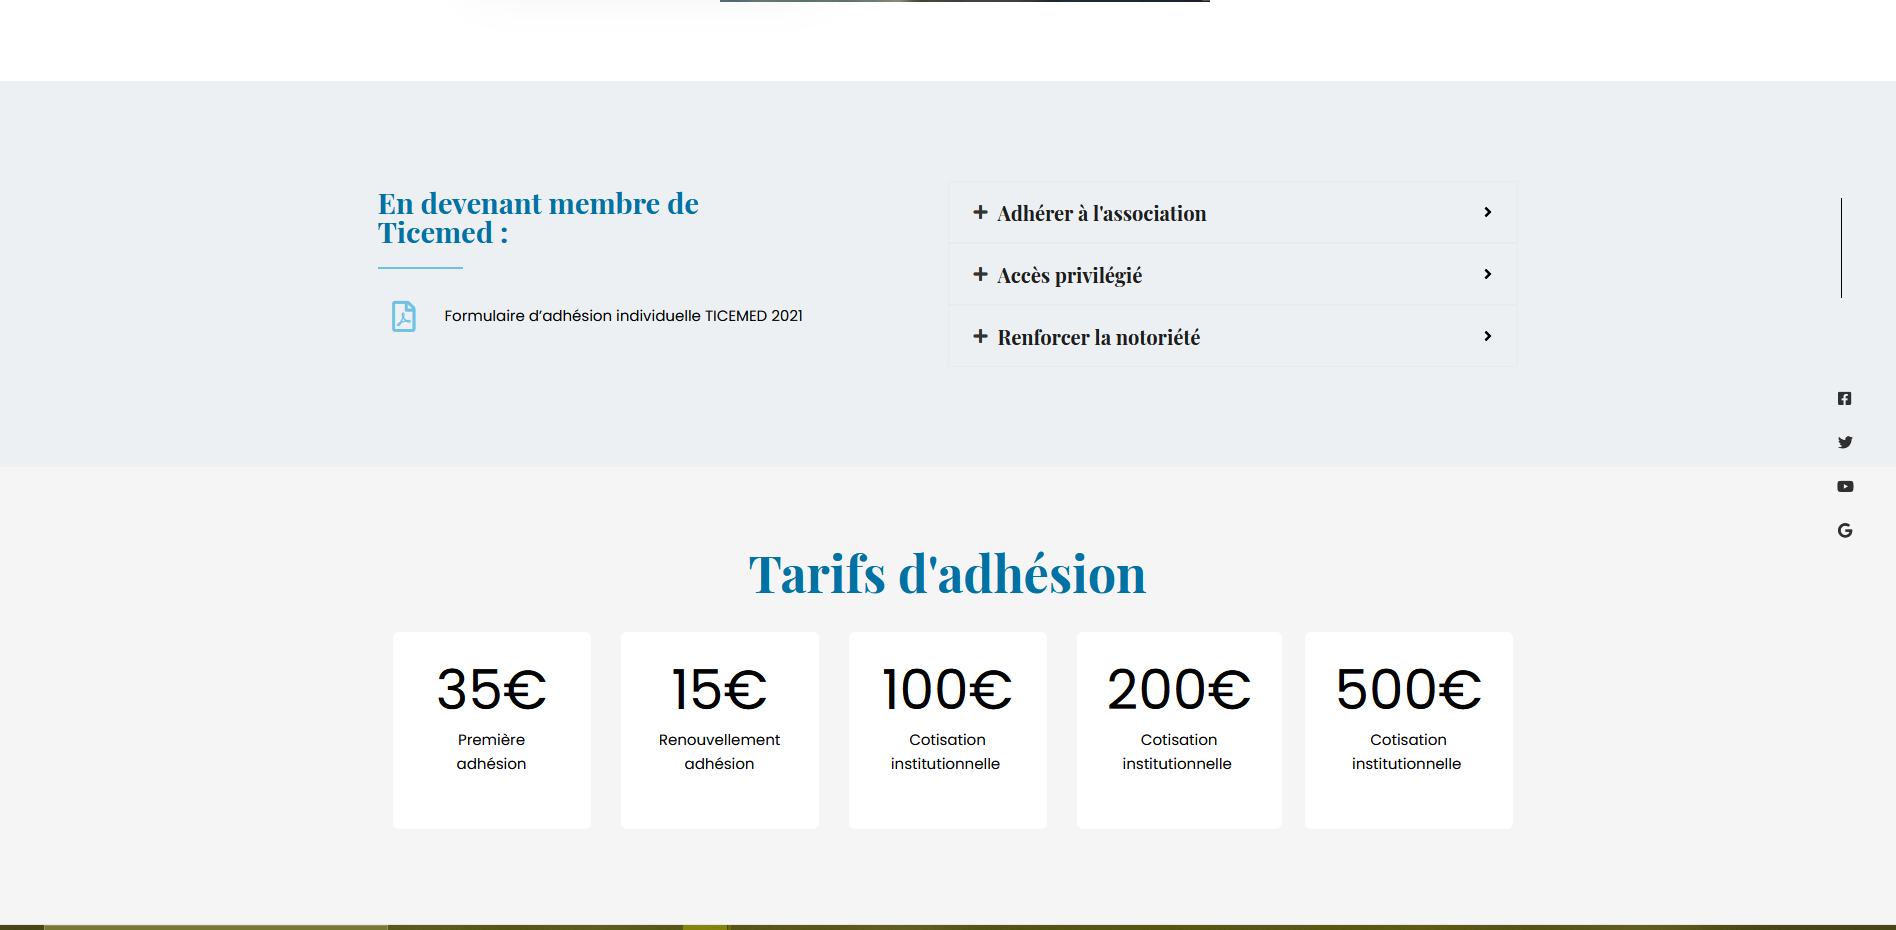 En devenant membre de
Ticemed :
Formulaire d’adhésion individuelle TICEMED 2021
Adhérer à l'association
Accès privilégié
Renforcer la notoriété
Tarifs d'adhésion
35€
Première
adhésion
15€
Renouvellement
adhésion
100€
Cotisation
institutionnelle
200€
Cotisation
institutionnelle
500€
Cotisation
institutionnelle